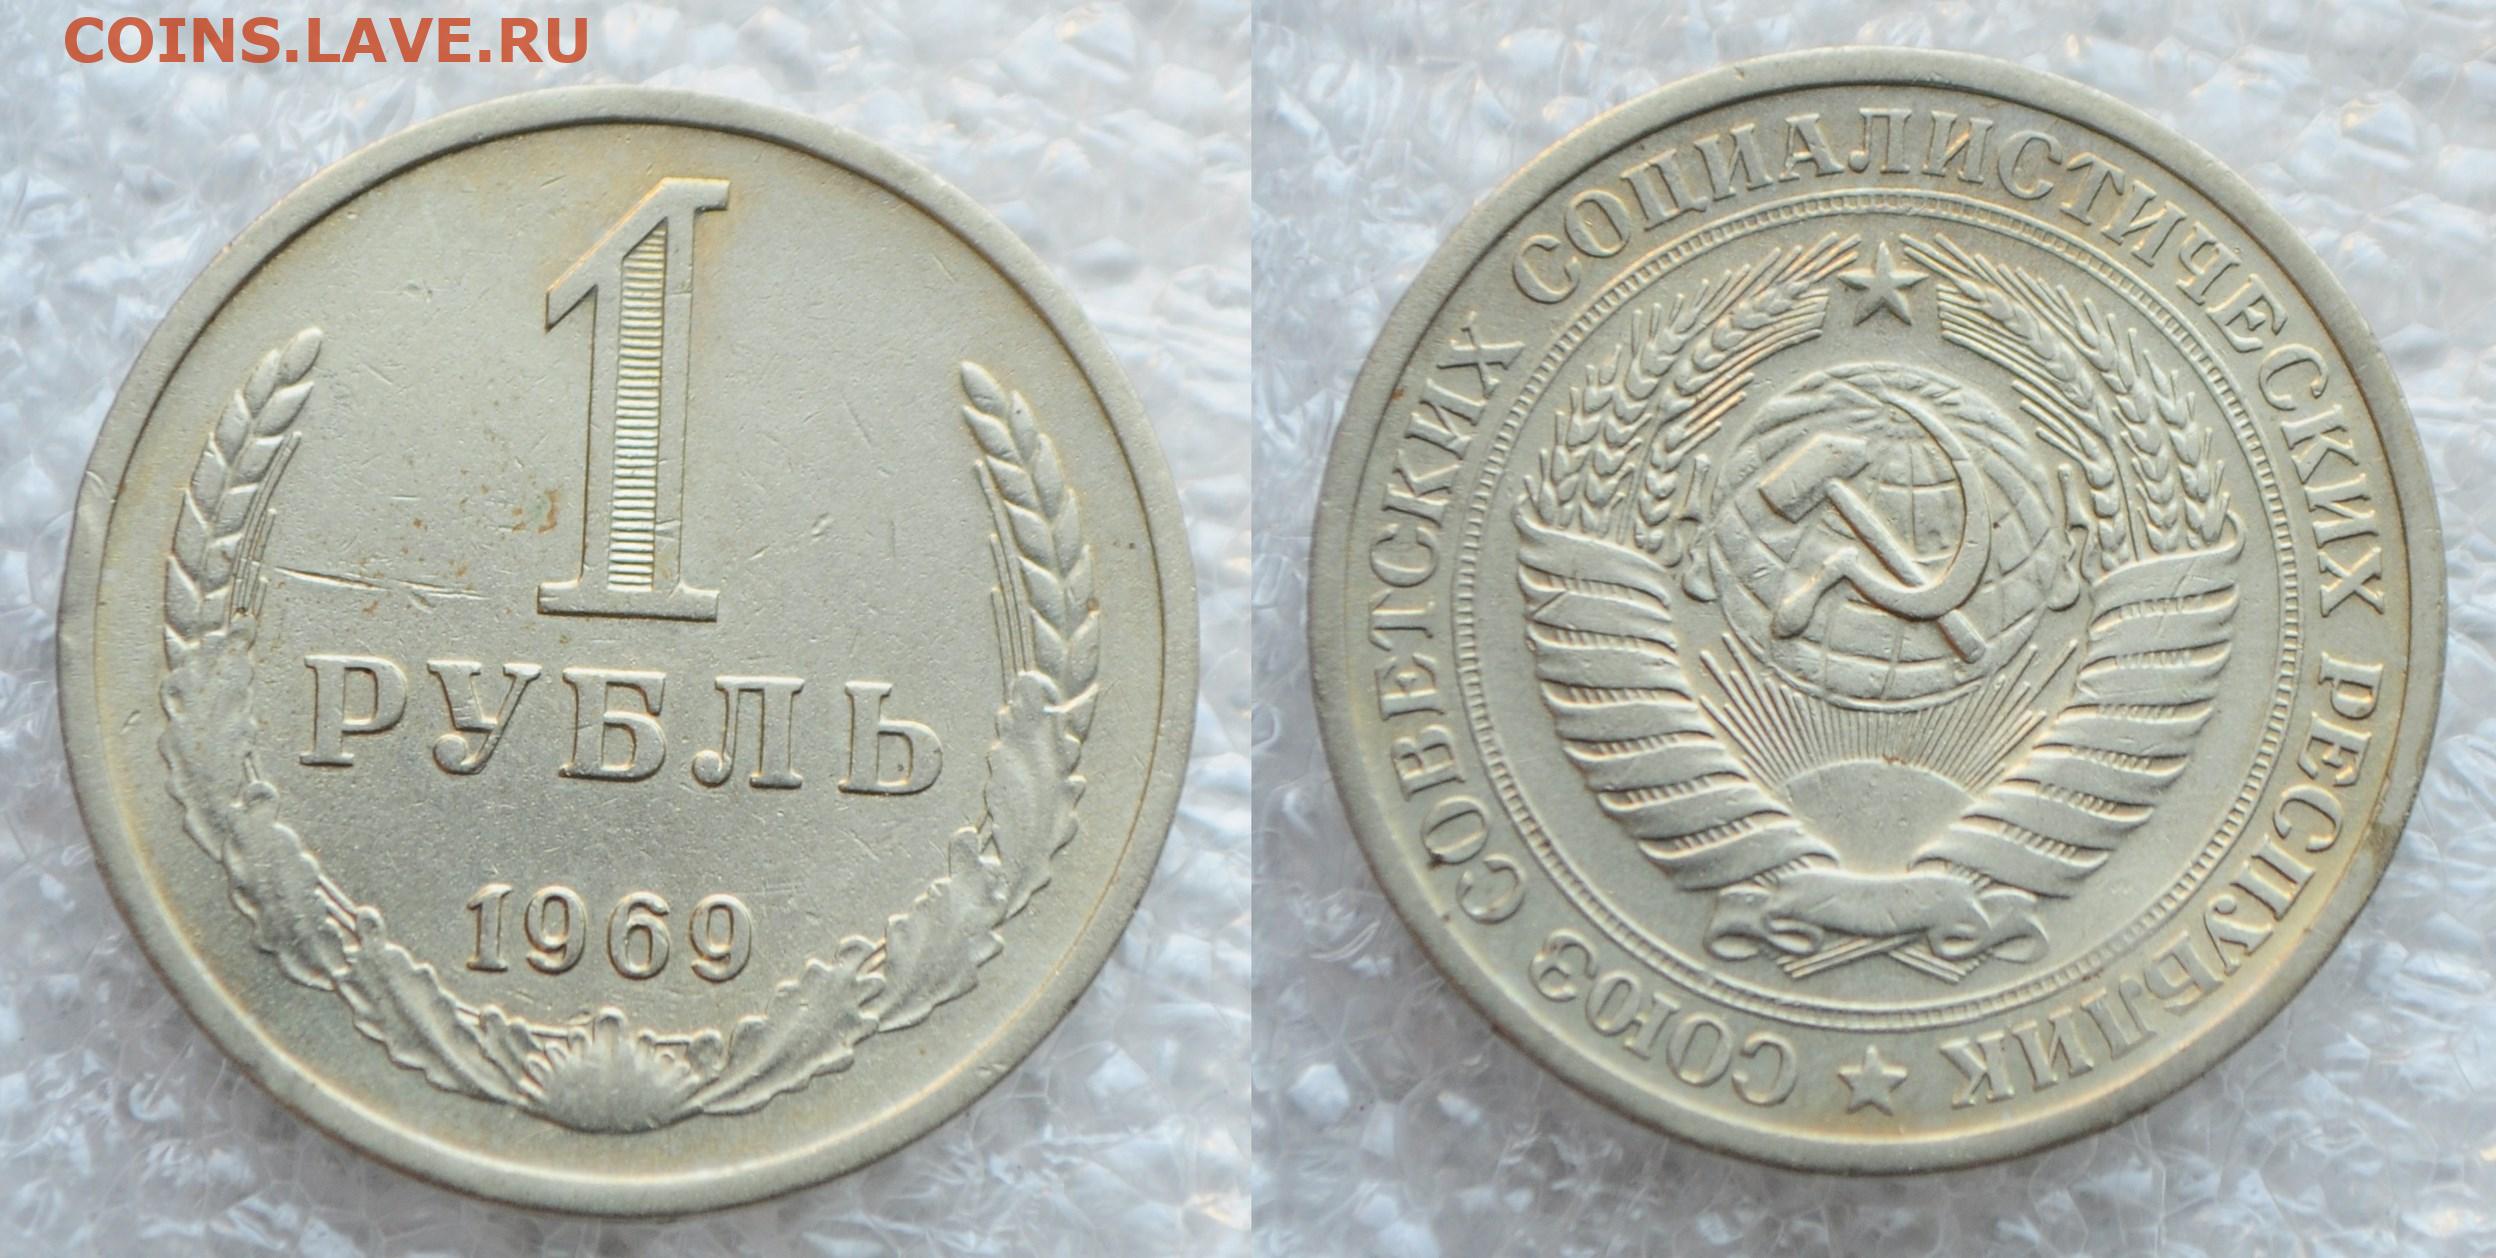 COINS.LAVE.RU
1
РУБЛЬ
1969
СОЮЗ СОВЕТСКИХ СОЦИАЛИСТИЧЕСКИХ РЕСПУБЛИК